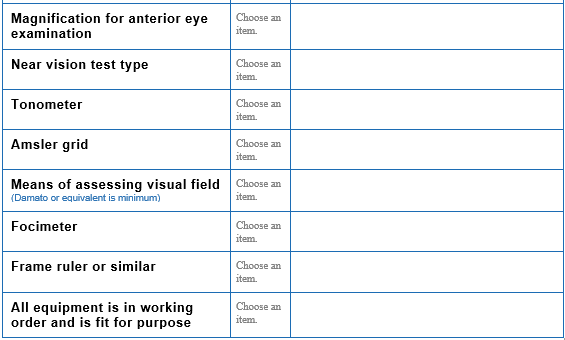 Magnification for anterior eye
examination
Choose an
item.
Near vision test type
Choose an
item.
Tonometer
Choose an
item.
Amsler grid
Choose an
item.
Means of assessing visual field
(Damato or equivalent is minimum)
Choose an
item.
Focimeter
Choose an
item.
Frame ruler or similar
Choose an
item.
All equipment is in working
order and is fit for purpose
Choose an
item.